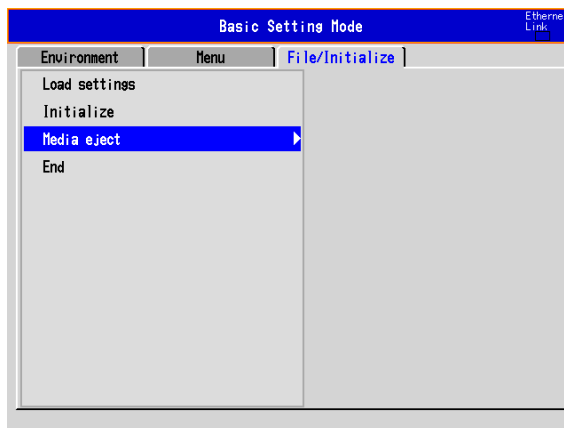 Basic Setting Mode
Etherne
Link
Environment
Menu
File/Initialize
Load settings
Initialize
Media eject
End